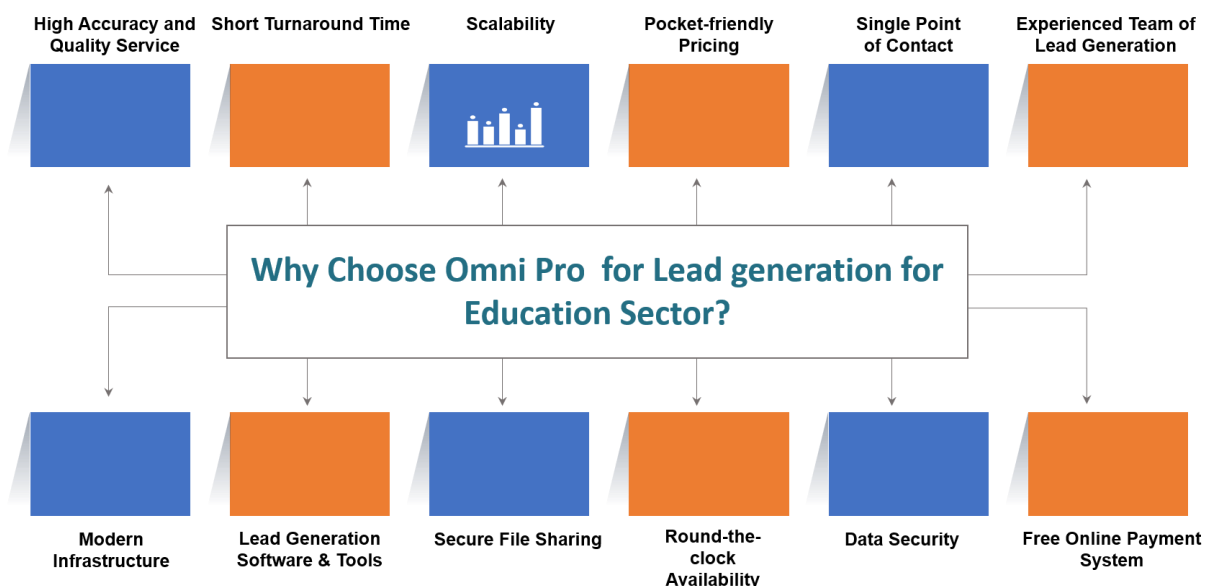 High Accuracy and
Quality Service
Short Turnaround Time
Scalability
Pocket-friendly
Pricing
Single Point
of Contact
Experienced Team of
Lead Generation
Why Choose Omni Pro  for Lead generation for
Education Sector?
Modern
Infrastructure
Lead Generation
Software & Tools
Secure File Sharing
Round-the-
clock
Availability
Data Security
Free Online Payment
System